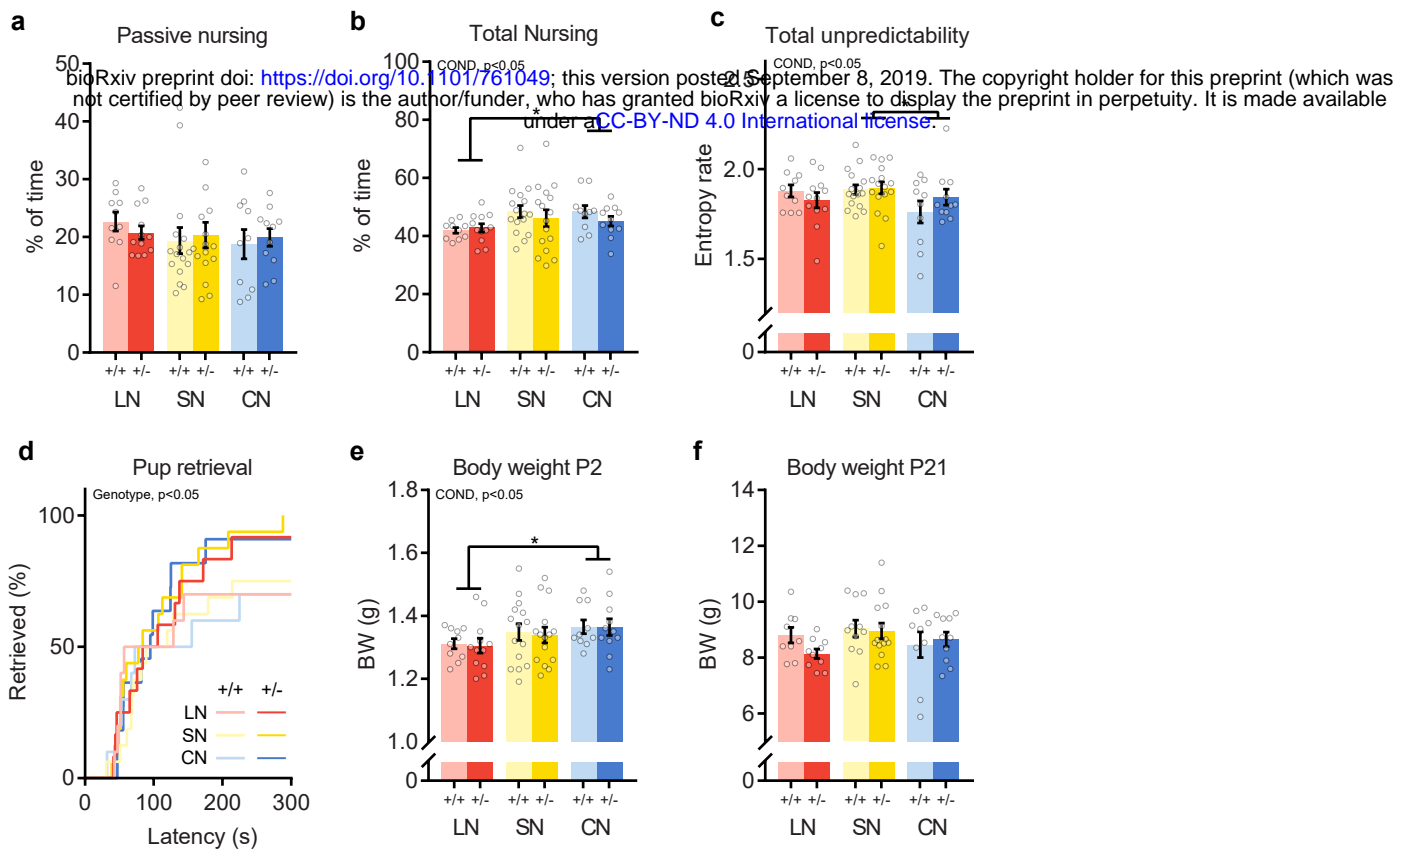 a
Passive nursing
b
Total Nursing
c
Total unpredictability
bioRxiv preprint doi: https://doi.org/10.1101/761049; this version posted September 8, 2019. The copyright holder for this preprint (which was
not certified by peer review) is the author/funder, who has granted bioRxiv a license to display the preprint in perpetuity. It is made available
under aCC-BY-ND 4.0 International license.
% of time
50
40
30
20
10
0
+/+ +/- +/+ +/- +/+ +/-
LN SN CN
COND, p<0.05
*
% of time
100
80
60
40
20
0
+/+ +/- +/+ +/- +/+ +/-
LN SN CN
COND, p<0.05
*
Entropy rate
2.5
2.0
1.5
0
+/+ +/- +/+ +/- +/+ +/-
LN SN CN
d
Pup retrieval
Genotype, p<0.05
Retrieved (%)
100
50
0
+/+ +/-
LN
SN
CN
0 100 200 300
Latency (s)
e
Body weight P2
COND, p<0.05
*
BW (g)
1.8
1.6
1.4
1.2
1.0
0
+/+ +/- +/+ +/- +/+ +/-
LN SN CN
f
Body weight P21
BW (g)
14
12
10
8
6
0
+/+ +/- +/+ +/- +/+ +/-
LN SN CN